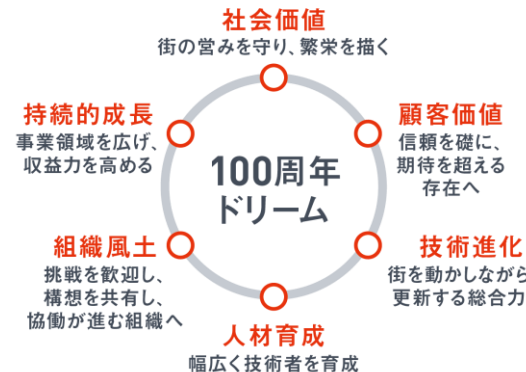 社会価値
街の営みを守り、繁栄を描く
持続的成長
事業領域を広げ、
収益力を高める
顧客価値
信頼を礎に、
期待を超える
存在へ
100周年
ドリーム
組織風土
挑戦を歓迎し、
構想を共有し、
協働が進む組織へ
技術進化
街を動かしながら
更新する総合力
人材育成
幅広く技術者を育成